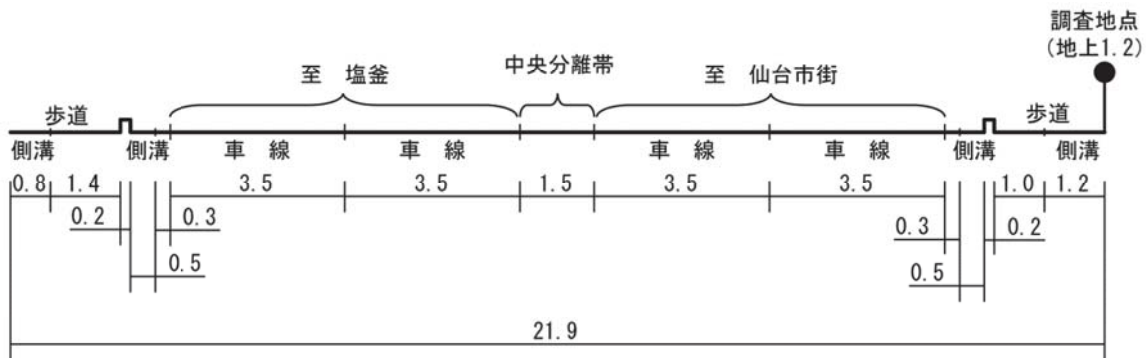 調査地点
(地上1.2)
至 塩釜
中央分離帯
至 仙台市街
歩道
歩道
側溝
側溝
車 線
車 線
車 線
車 線
側溝
側溝
0.8
1.4
3.5
3.5
1.5
3.5
3.5
1.0
1.2
0.2
0.3
0.3
0.2
0.5
0.5
21.9